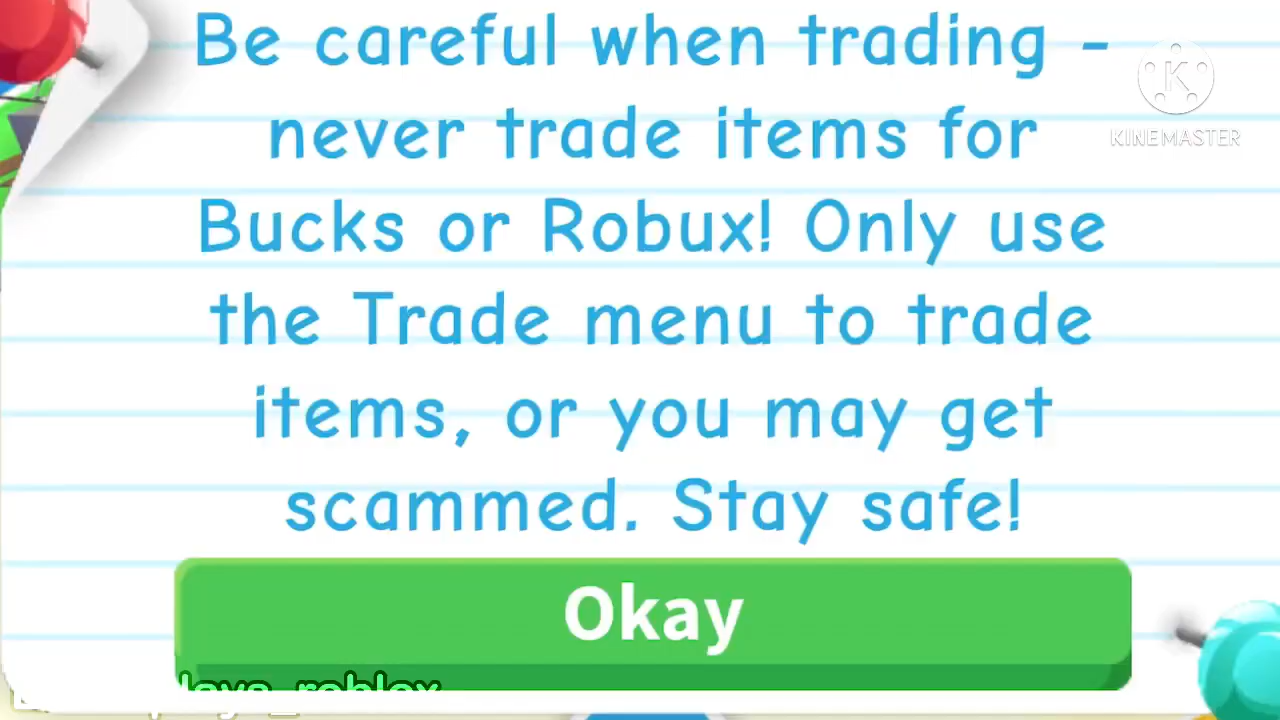 Be careful when trading -
never trade items for
Bucks or Robux! Only use
the Trade menu to trade
items, or you may get
scammed. Stay safe!
Okay
KINEMASTER